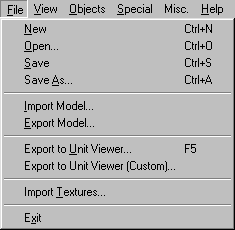 File View Objects Special Misc. Help
New Ctrl+N
Open... Ctrl+O
Save Ctrl+S
Save As... Ctrl+A
Import Model...
Export Model...
Export to Unit Viewer... F5
Export to Unit Viewer (Custom)...
Import Textures...
Exit